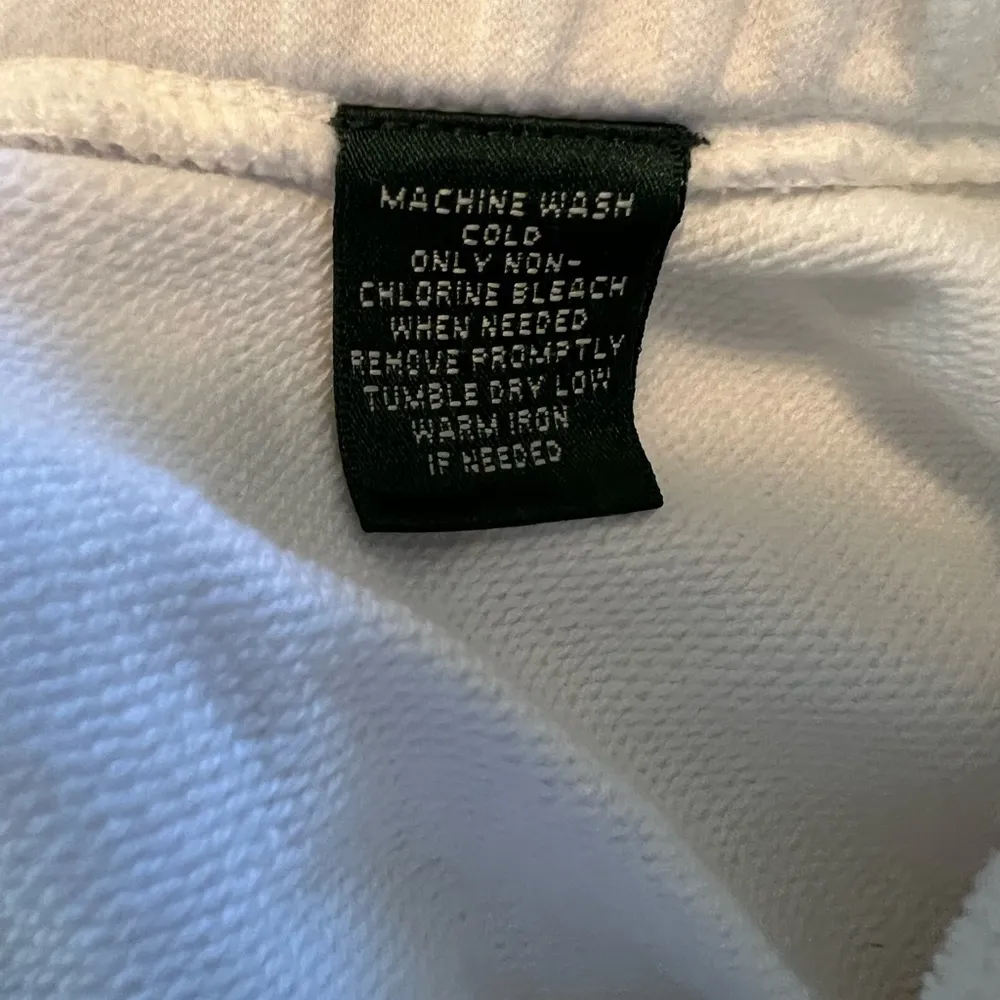 MACHINE WASH
COLD
ONLY NON-
CHLORINE BLEACH
WHEN NEEDED
REMOVE PROMPTLY
TUMBLE DRY LOW
WARM IRON
IF NEEDED